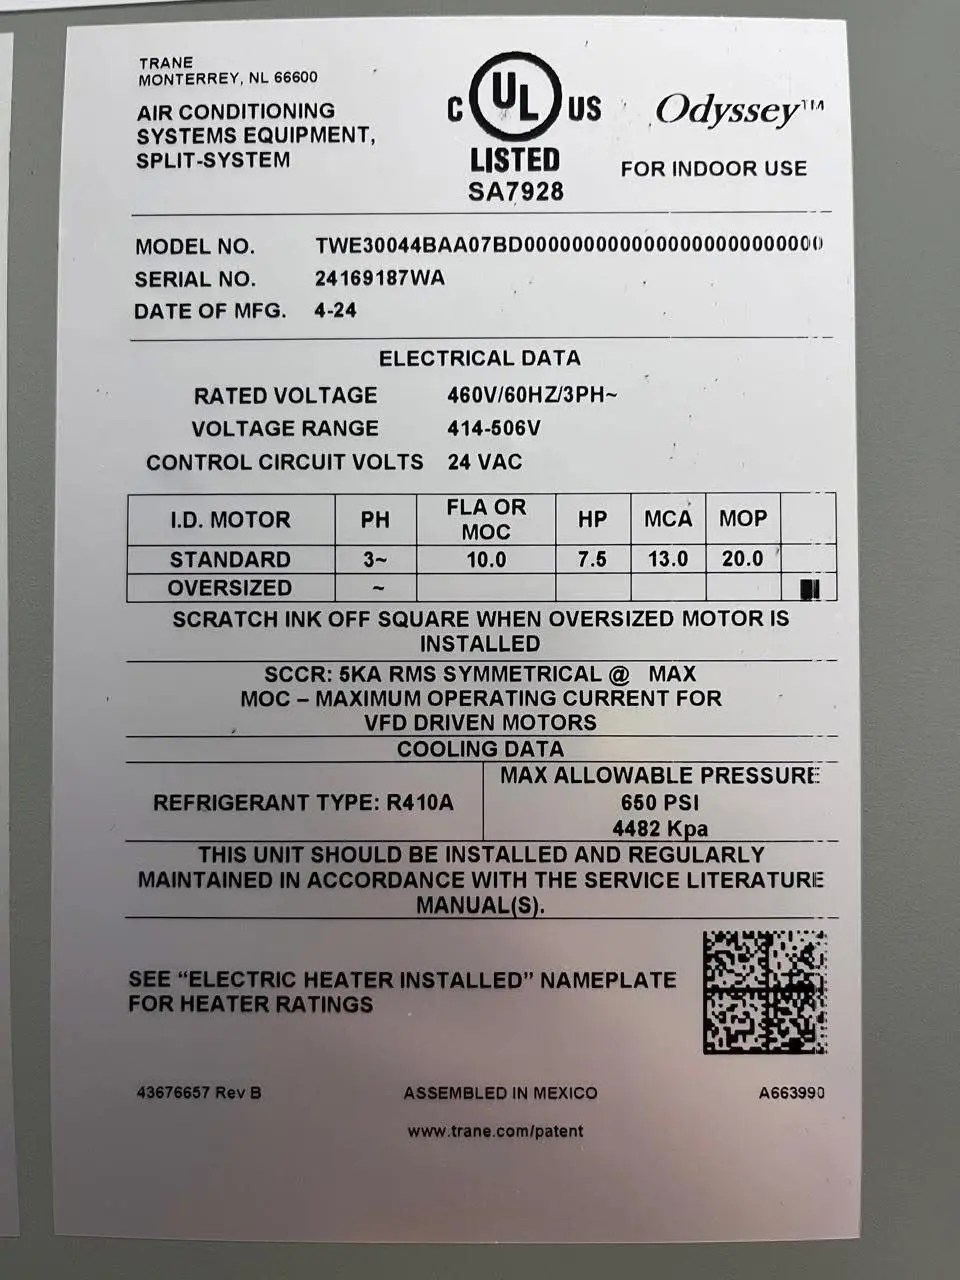 TRANE
MONTERREY, NL 66600
AIR CONDITIONING
SYSTEMS EQUIPMENT,
SPLIT-SYSTEM
C UL US
LISTED
SA7928
Odyssey™
FOR INDOOR USE
MODEL NO. TWE30044BAA07BD00000000000000000000000000
SERIAL NO. 24169187WA
DATE OF MFG. 4-24
ELECTRICAL DATA
RATED VOLTAGE 460V/60HZ/3PH~
VOLTAGE RANGE 414-506V
CONTROL CIRCUIT VOLTS 24 VAC
I.D. MOTOR PH FLA OR MOC HP MCA MOP
STANDARD 3~ 10.0 7.5 13.0 20.0
OVERSIZED ~
SCRATCH INK OFF SQUARE WHEN OVERSIZED MOTOR IS
INSTALLED
SCCR: 5KA RMS SYMMETRICAL @ MAX
MOC – MAXIMUM OPERATING CURRENT FOR
VFD DRIVEN MOTORS
COOLING DATA
REFRIGERANT TYPE: R410A
MAX ALLOWABLE PRESSURE
650 PSI
4482 Kpa
THIS UNIT SHOULD BE INSTALLED AND REGULARLY
MAINTAINED IN ACCORDANCE WITH THE SERVICE LITERATURE
MANUAL(S).
SEE “ELECTRIC HEATER INSTALLED” NAMEPLATE
FOR HEATER RATINGS
43676657 Rev B ASSEMBLED IN MEXICO A663990
www.trane.com/patent